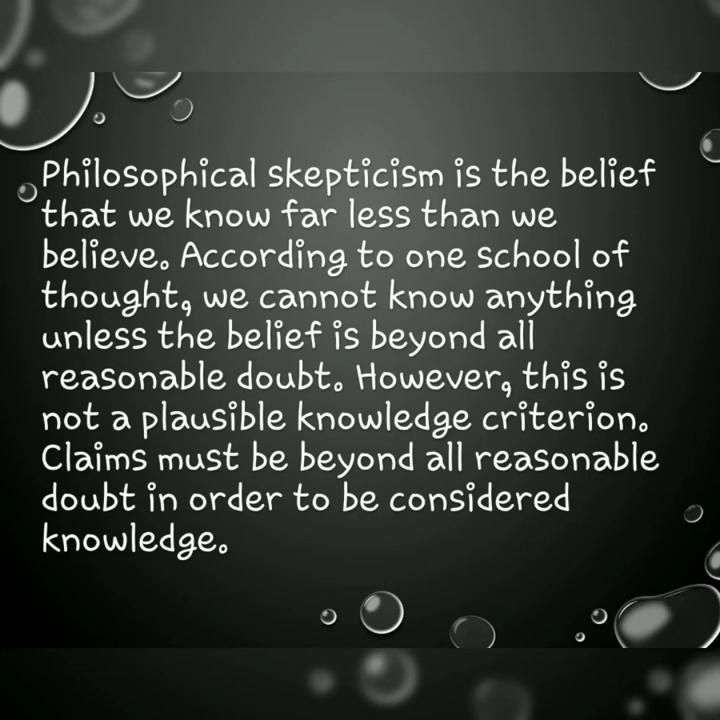 Philosophical skepticism is the belief
that we know far less than we
believe. According to one school of
thought, we cannot know anything
unless the belief is beyond all
reasonable doubt. However, this is
not a plausible knowledge criterion.
Claims must be beyond all reasonable
doubt in order to be considered
knowledge.